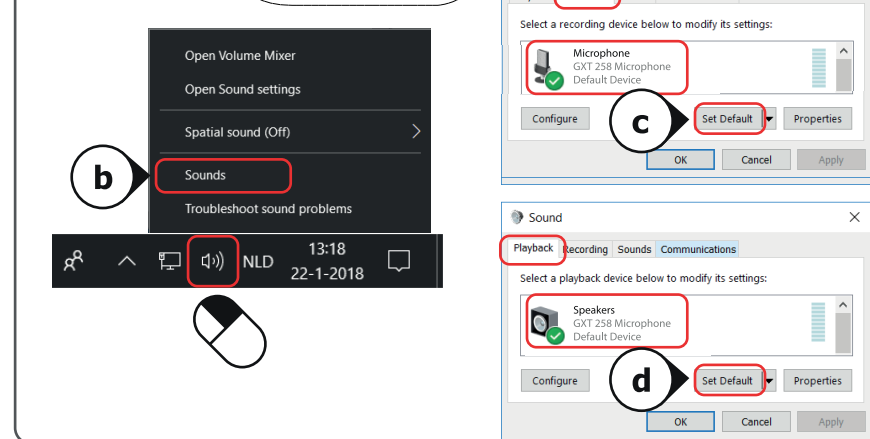 Open Volume Mixer
Open Sound settings
Spatial sound (Off)
Sounds
Troubleshoot sound problems
b
NLD
13:18
22-1-2018
Select a recording device below to modify its settings:
Microphone
GXT 258 Microphone
Default Device
Configure
c
Set Default
Properties
OK
Cancel
Apply
Sound
Playback Recording Sounds Communications
Select a playback device below to modify its settings:
Speakers
GXT 258 Microphone
Default Device
Configure
d
Set Default
Properties
OK
Cancel
Apply